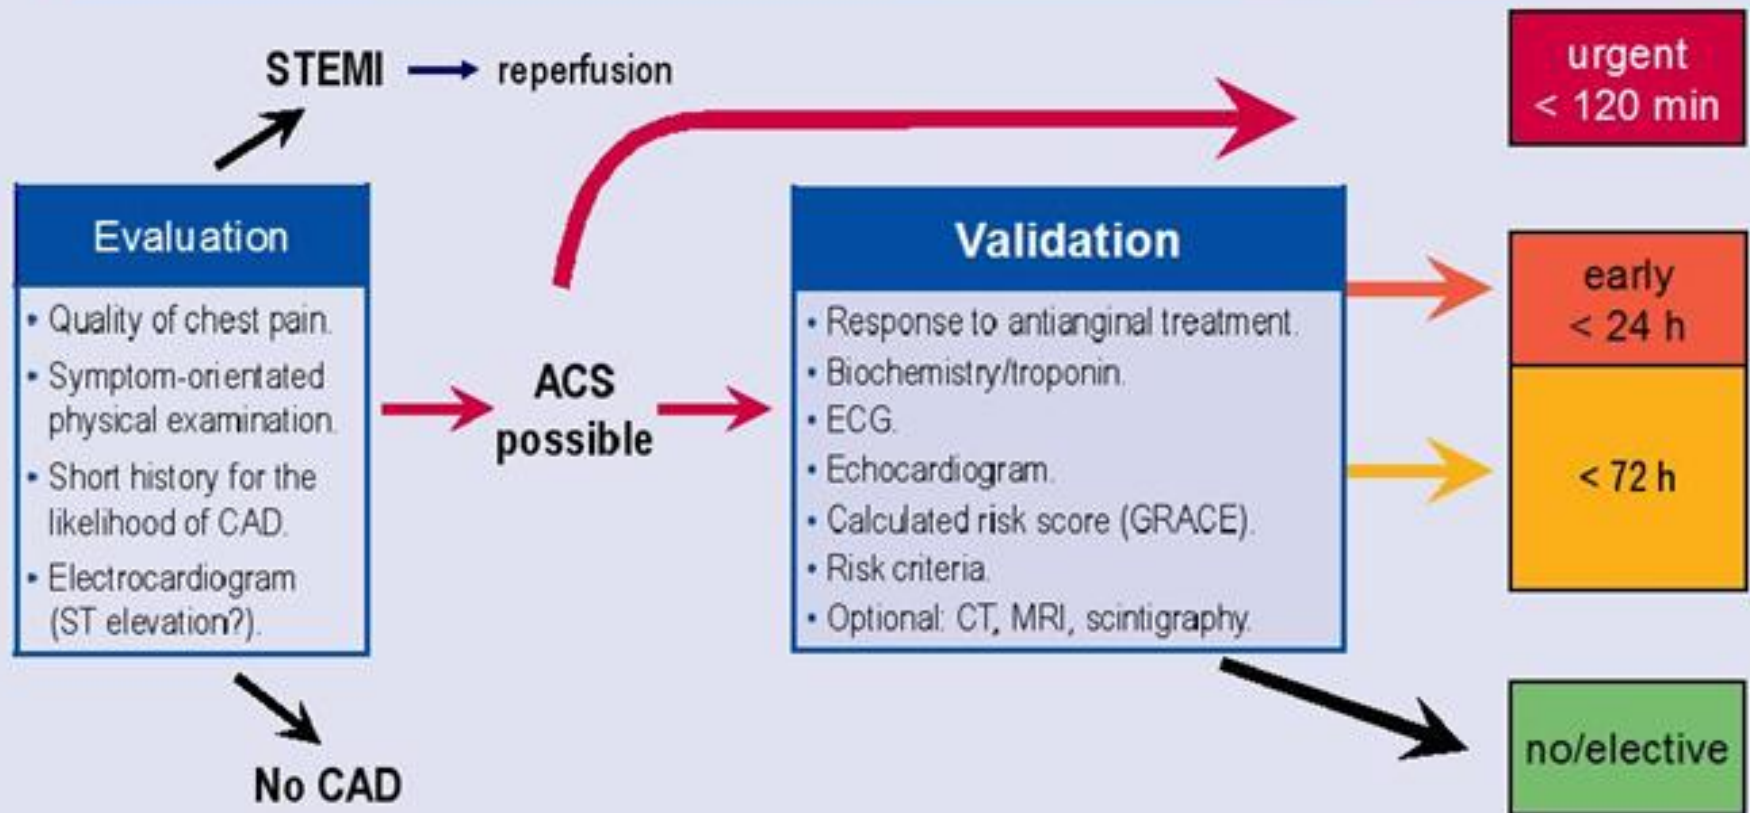 STEMI
reperfusion
urgent
< 120 min
Evaluation
• Quality of chest pain.
• Symptom-orientated
physical examination.
• Short history for the
likelihood of CAD.
• Electrocardiogram
(ST elevation?).
No CAD
ACS
possible
Validation
• Response to antianginal treatment.
• Biochemistry/troponin.
• ECG.
• Echocardiogram.
• Calculated risk score (GRACE).
• Risk criteria.
• Optional: CT, MRI, scintigraphy.
early
< 24 h
< 72 h
no/elective